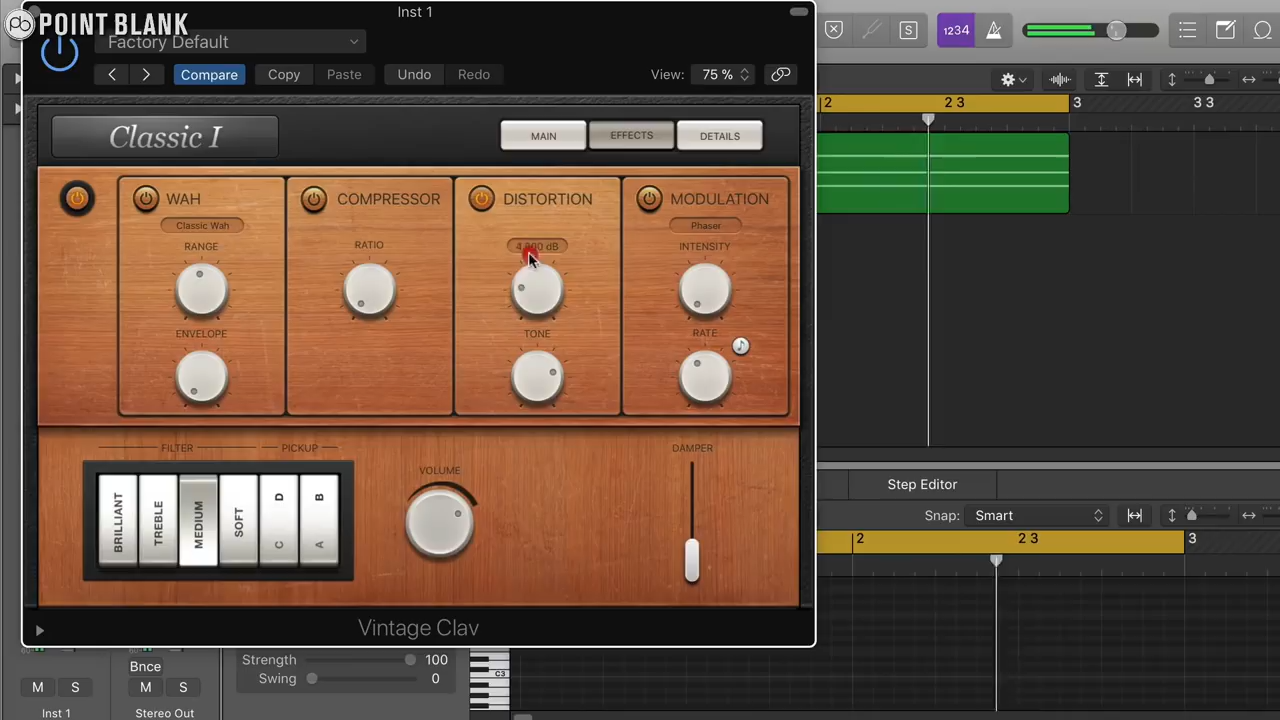 Inst 1
POINT BLANK
pb
Factory Default
Compare
Copy
Paste
Undo
Redo
View:
75 %
S
1234
Classic I
MAIN
EFFECTS
DETAILS
2
2 3
3
3 3
WAH
COMPRESSOR
DISTORTION
MODULATION
Classic Wah
Phaser
RANGE
RATIO
INTENSITY
ENVELOPE
TONE
RATE
FILTER
PICKUP
VOLUME
DAMPER
BRILLIANT
TREBLE
MEDIUM
SOFT
C
D
A
B
Step Editor
Snap:
Smart
2
2 3
3
Vintage Clav
Bnce
Strength
100
Swing
0
C3
M
S
M
S
Inst 1
Stereo Out